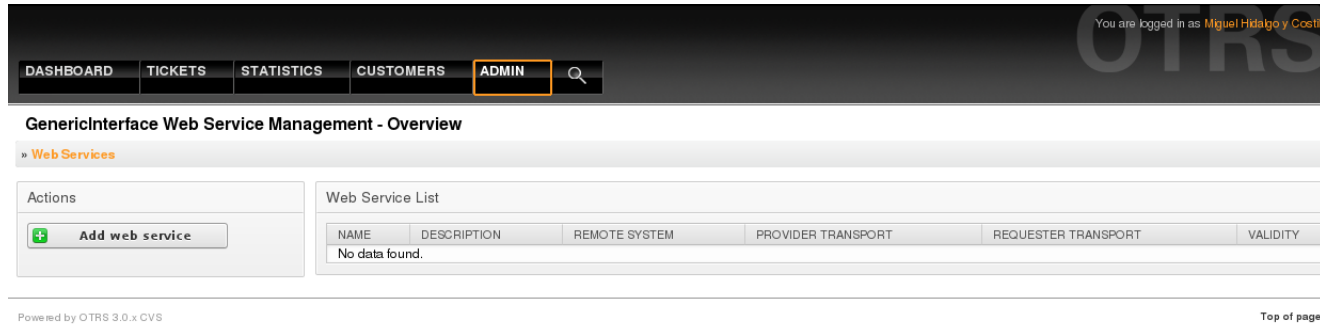 OTRS
You are logged in as Miguel Hidalgo y
DASHBOARD TICKETS STATISTICS CUSTOMERS ADMIN
GenericInterface Web Service Management - Overview
» Web Services
Actions
Add web service
Web Service List
NAME DESCRIPTION REMOTE SYSTEM PROVIDER TRANSPORT REQUESTER TRANSPORT VALIDITY
No data found.
Powered by OTRS 3.0.x CVS
Top of page